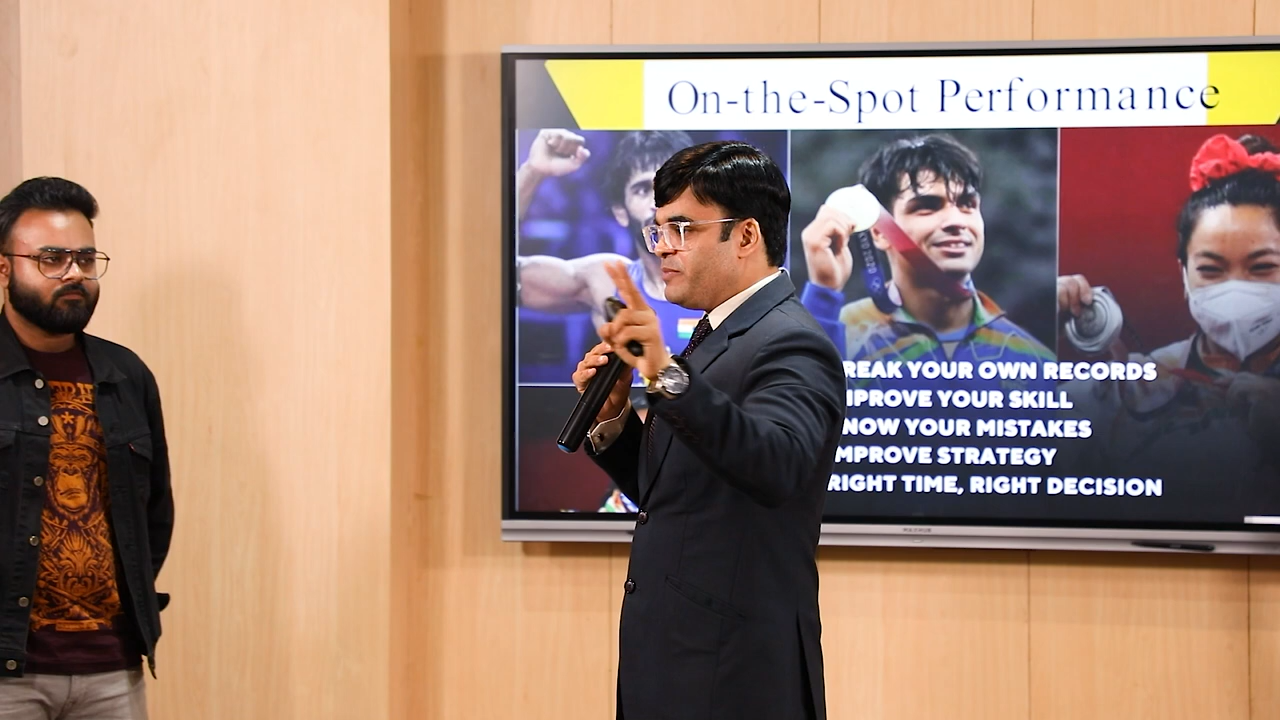 On-the-Spot Performance
REAK YOUR OWN RECORDS
PROVE YOUR SKILL
NOW YOUR MISTAKES
MPROVE STRATEGY
RIGHT TIME, RIGHT DECISION